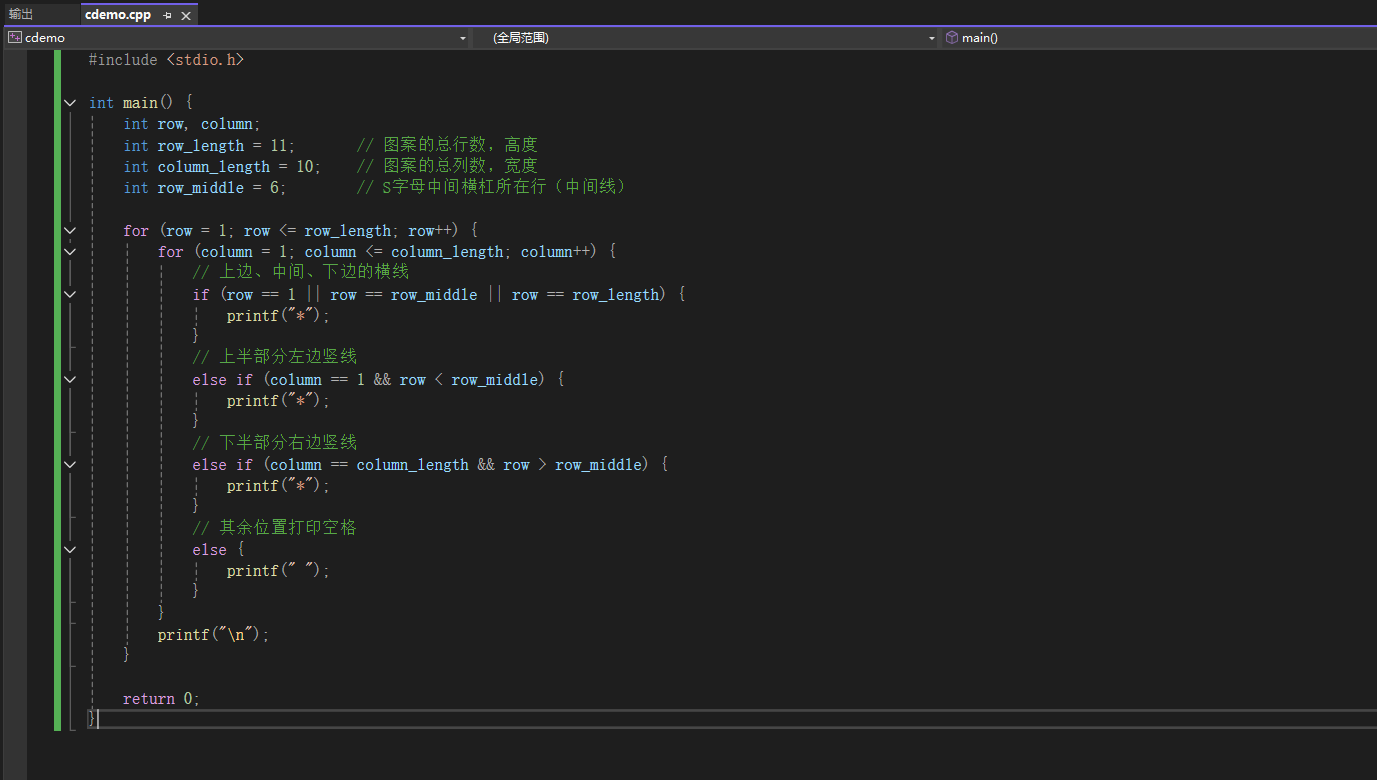 输出 cdemo.cpp
cdemo (全局范围) main()
#include <stdio.h>
int main() {
    int row, column;
    int row_length = 11;       // 图案的总行数，高度
    int column_length = 10;    // 图案的总列数，宽度
    int row_middle = 6;        // S字母中间横杠所在行（中间线）
    for (row = 1; row <= row_length; row++) {
        for (column = 1; column <= column_length; column++) {
            // 上边、中间、下边的横线
            if (row == 1 || row == row_middle || row == row_length) {
                printf("*");
            }
            // 上半部分左边竖线
            else if (column == 1 && row < row_middle) {
                printf("*");
            }
            // 下半部分右边竖线
            else if (column == column_length && row > row_middle) {
                printf("*");
            }
            // 其余位置打印空格
            else {
                printf(" ");
            }
        }
        printf("\n");
    }
    return 0;
}